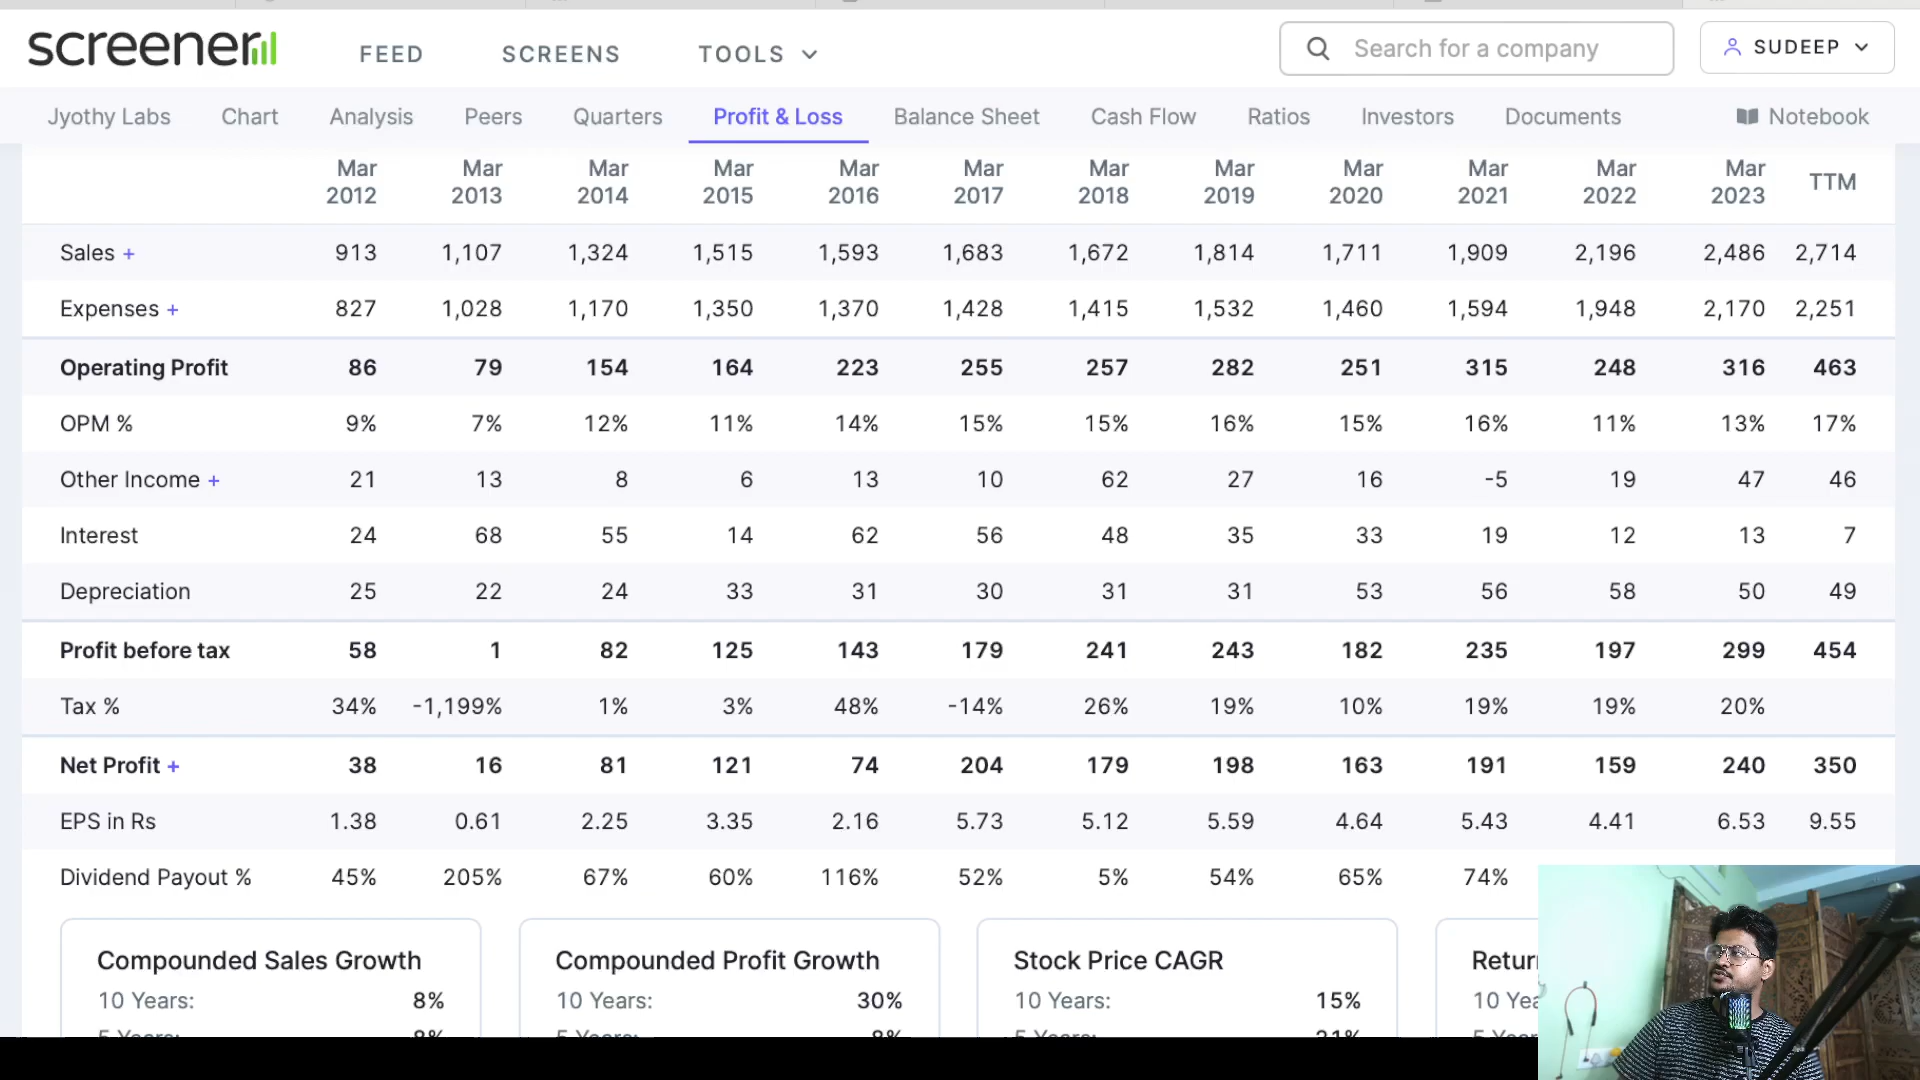 screener
FEED SCREENS TOOLS Search for a company SUDEEP
Jyothy Labs Chart Analysis Peers Quarters Profit & Loss Balance Sheet Cash Flow Ratios Investors Documents Notebook
Mar 2012 Mar 2013 Mar 2014 Mar 2015 Mar 2016 Mar 2017 Mar 2018 Mar 2019 Mar 2020 Mar 2021 Mar 2022 Mar 2023 TTM
Sales + 913 1,107 1,324 1,515 1,593 1,683 1,672 1,814 1,711 1,909 2,196 2,486 2,714
Expenses + 827 1,028 1,170 1,350 1,370 1,428 1,415 1,532 1,460 1,594 1,948 2,170 2,251
Operating Profit 86 79 154 164 223 255 257 282 251 315 248 316 463
OPM % 9% 7% 12% 11% 14% 15% 15% 16% 15% 16% 11% 13% 17%
Other Income + 21 13 8 6 13 10 62 27 16 -5 19 47 46
Interest 24 68 55 14 62 56 48 35 33 19 12 13 7
Depreciation 25 22 24 33 31 30 31 31 53 56 58 50 49
Profit before tax 58 1 82 125 143 179 241 243 182 235 197 299 454
Tax % 34% -1,199% 1% 3% 48% -14% 26% 19% 10% 19% 19% 20%
Net Profit + 38 16 81 121 74 204 179 198 163 191 159 240 350
EPS in Rs 1.38 0.61 2.25 3.35 2.16 5.73 5.12 5.59 4.64 5.43 4.41 6.53 9.55
Dividend Payout % 45% 205% 67% 60% 116% 52% 5% 54% 65% 74%
Compounded Sales Growth Compounded Profit Growth Stock Price CAGR
10 Years: 8% 10 Years: 30% 10 Years: 15% 10